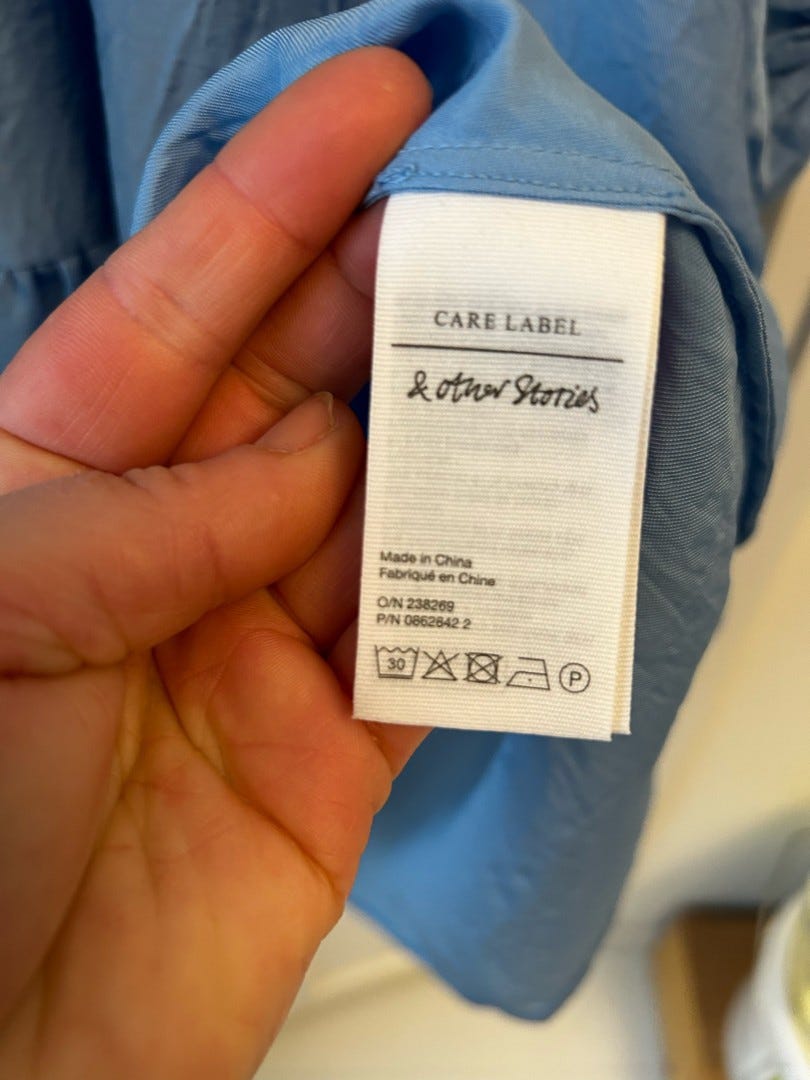 CARE LABEL
& other Stories
Made in China
Fabriqué en Chine
O/N 238269
P/N 0862642 2
30 P